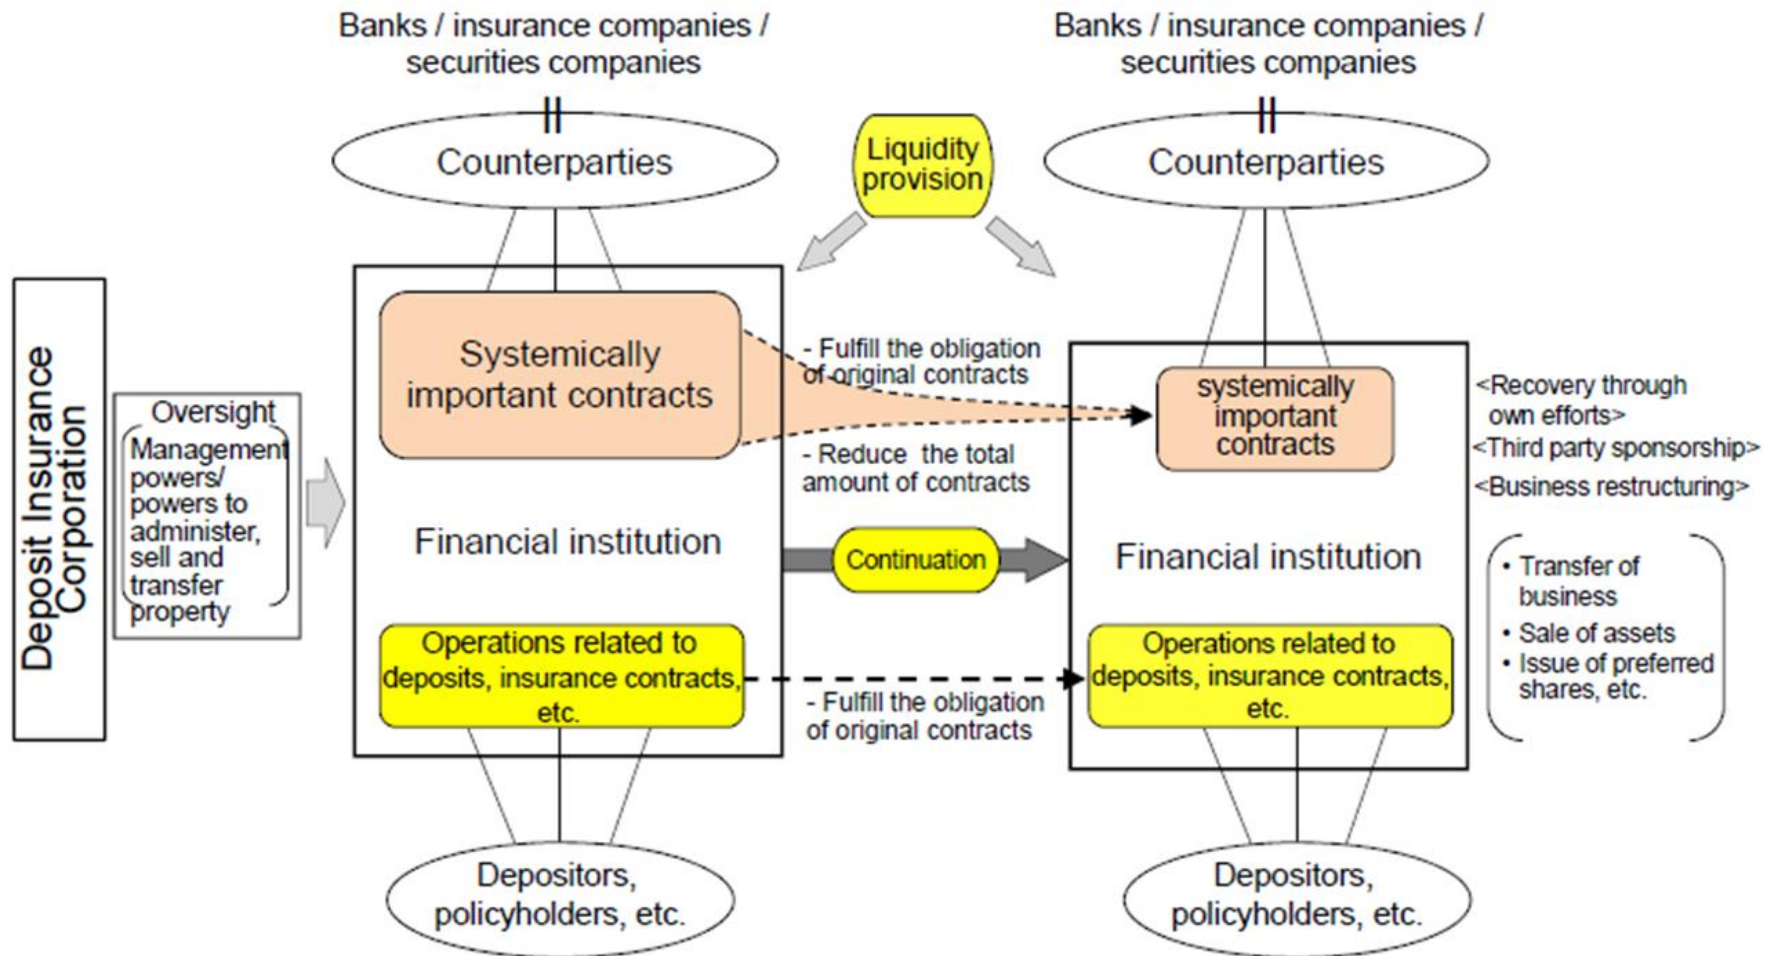 Banks / insurance companies /
securities companies
Counterparties
Liquidity
provision
Banks / insurance companies /
securities companies
Counterparties
Deposit Insurance
Corporation
Oversight
Management
powers/
powers to
administer,
sell and
transfer
property
Systemically
important contracts
Financial institution
Operations related to
deposits, insurance contracts,
etc.
Depositors,
policyholders, etc.
- Fulfill the obligation
of original contracts
- Reduce the total
amount of contracts
Continuation
- Fulfill the obligation
of original contracts
systemically
important
contracts
Financial institution
Operations related to
deposits, insurance contracts,
etc.
Depositors,
policyholders, etc.
<Recovery through
own efforts>
<Third party sponsorship>
<Business restructuring>
• Transfer of
business
• Sale of assets
• Issue of preferred
shares, etc.